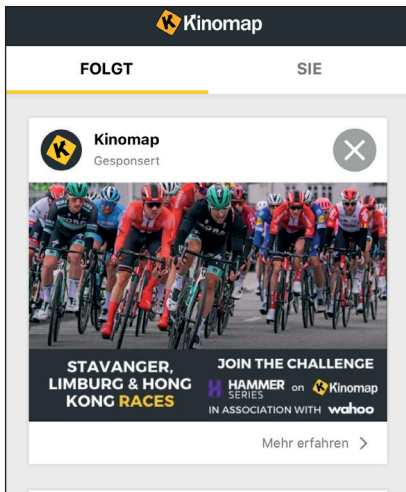 Kinomap
FOLGT SIE
Kinomap
Gesponsert
STAVANGER,
LIMBURG & HONG
KONG RACES
JOIN THE CHALLENGE
HAMMER SERIES on Kinomap
IN ASSOCIATION WITH wahoo
Mehr erfahren